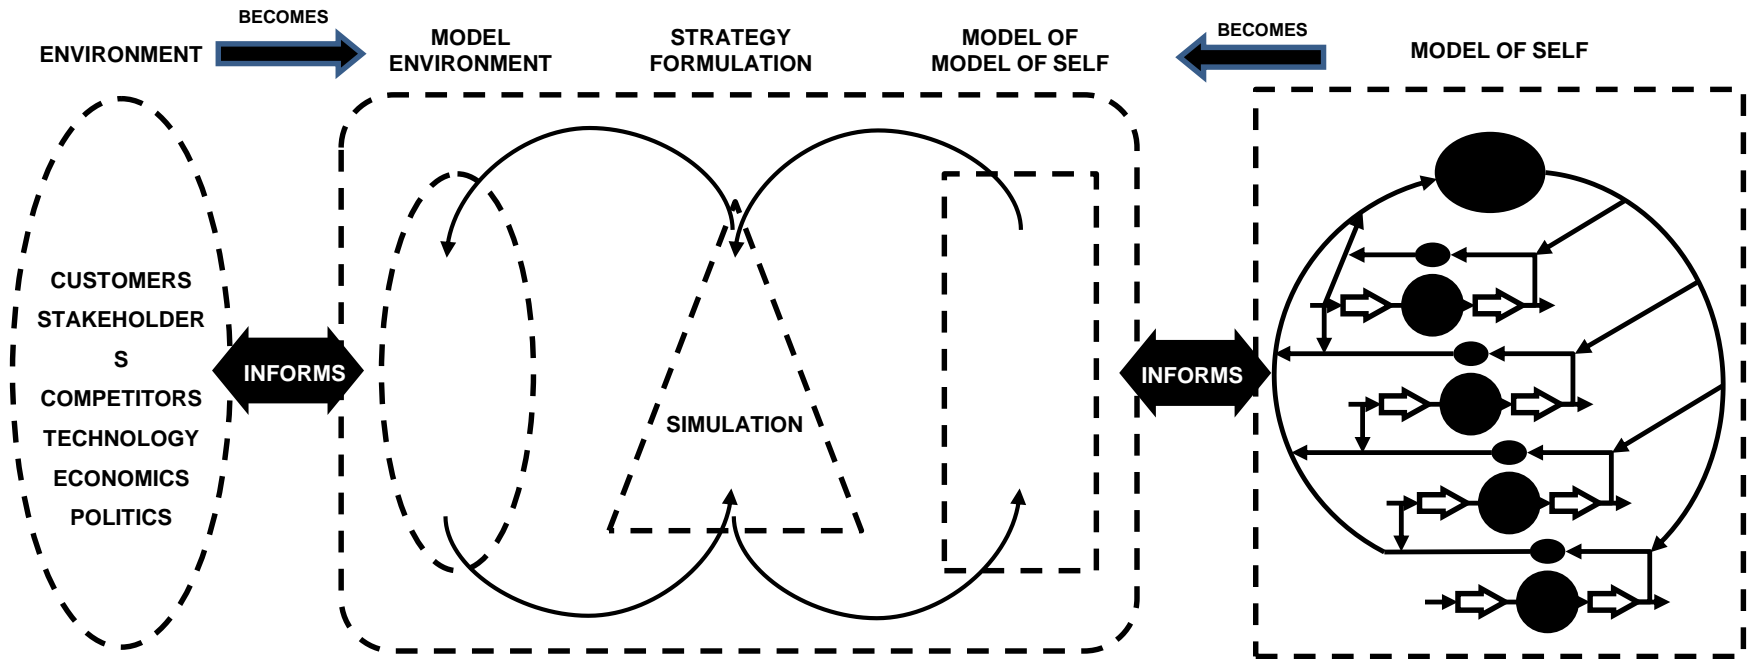 BECOMES
ENVIRONMENT
MODEL
ENVIRONMENT
STRATEGY
FORMULATION
MODEL OF
MODEL OF SELF
BECOMES
MODEL OF SELF
CUSTOMERS
STAKEHOLDER
S
COMPETITORS
TECHNOLOGY
ECONOMICS
POLITICS
INFORMS
SIMULATION
INFORMS